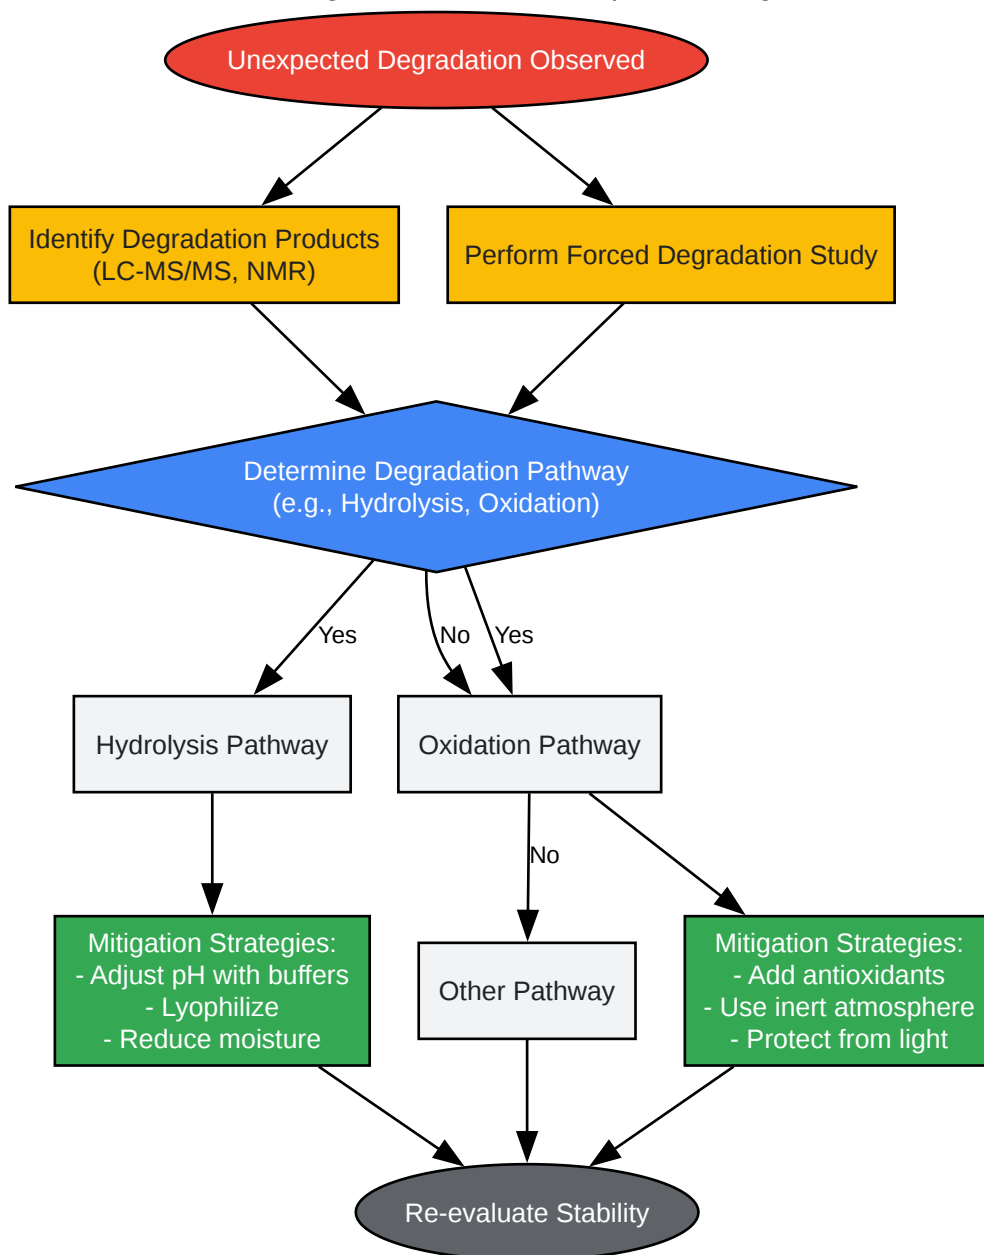 Unexpected Degradation Observed
Identify Degradation Products
(LC-MS/MS, NMR)
Perform Forced Degradation Study
Determine Degradation Pathway
(e.g., Hydrolysis, Oxidation)
Yes
No
Yes
Hydrolysis Pathway
Oxidation Pathway
No
Mitigation Strategies:
- Adjust pH with buffers
- Lyophilize
- Reduce moisture
Other Pathway
Mitigation Strategies:
- Add antioxidants
- Use inert atmosphere
- Protect from light
Re-evaluate Stability